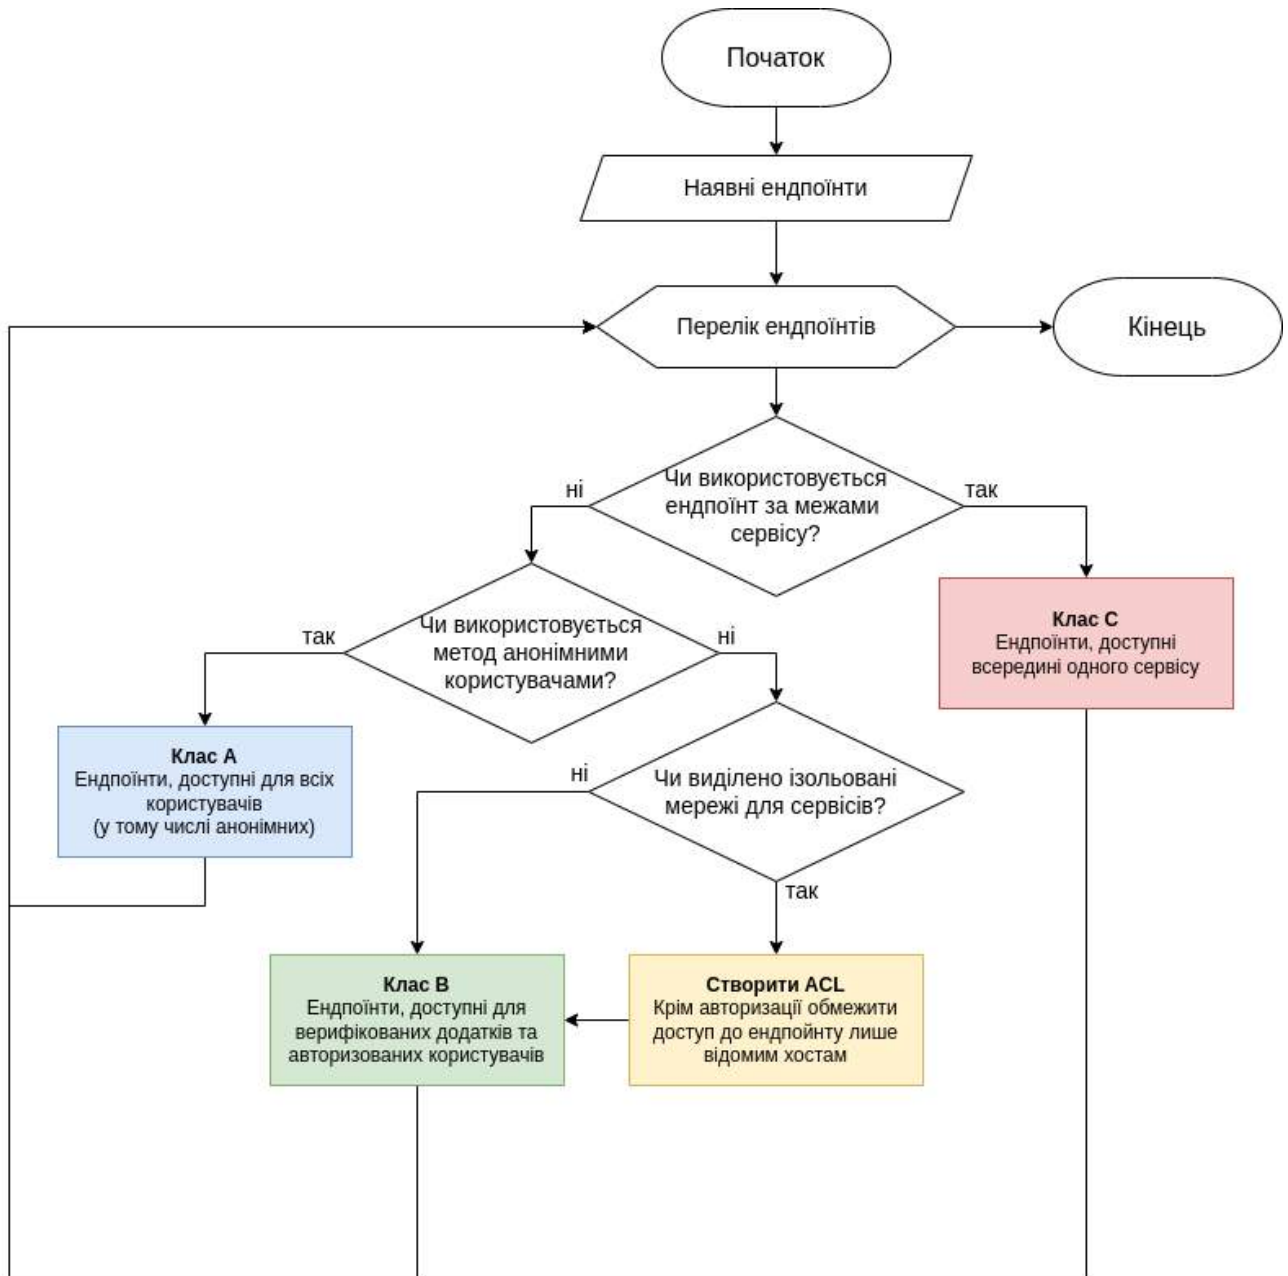 Початок
Наявні ендпоїнти
Перелік ендпоїнтів
Кінець
Чи використовується
ендпоїнт за межами
сервісу?
ні
так
Клас C
Ендпоїнти, доступні
всередині одного сервісу
Чи використовується
метод анонімними
користувачами?
так
ні
Клас A
Ендпоїнти, доступні для всіх
користувачів
(у тому числі анонімних)
Чи виділено ізольовані
мережі для сервісів?
ні
так
Клас B
Ендпоїнти, доступні для
верифікованих додатків та
авторизованих користувачів
Створити ACL
Крім авторизації обмежити
доступ до ендпойнту лише
відомим хостам